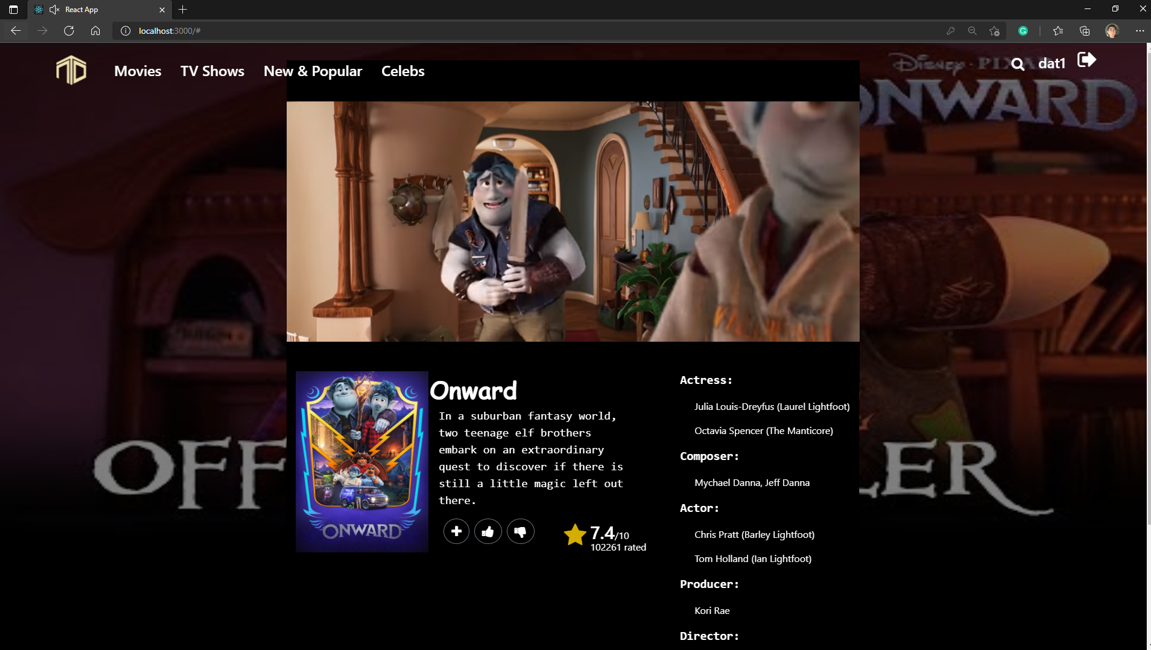 React App
localhost:3000/#
Movies TV Shows New & Popular Celebs
dat1
Disney · PIXAR
ONWARD
OFF
LER
ONWARD
Onward
In a suburban fantasy world,
two teenage elf brothers
embark on an extraordinary
quest to discover if there is
still a little magic left out
there.
7.4/10
102261 rated
Actress:
Julia Louis-Dreyfus (Laurel Lightfoot)
Octavia Spencer (The Manticore)
Composer:
Mychael Danna, Jeff Danna
Actor:
Chris Pratt (Barley Lightfoot)
Tom Holland (Ian Lightfoot)
Producer:
Kori Rae
Director: